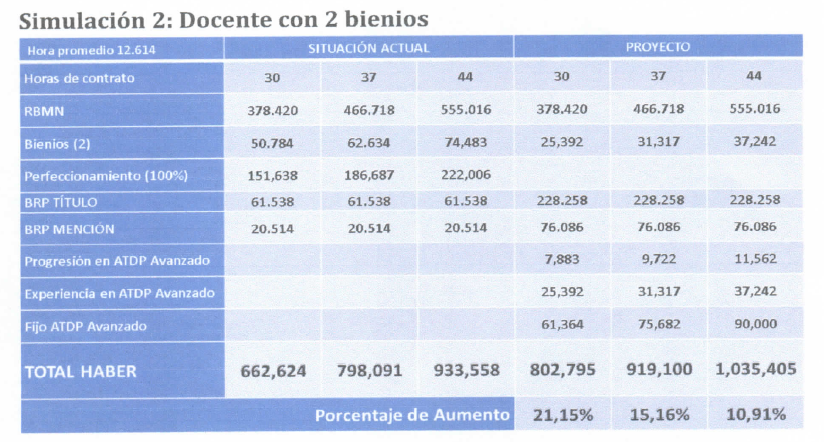 Simulación 2: Docente con 2 bienios
Hora promedio 12.614 SITUACIÓN ACTUAL PROYECTO
Horas de contrato 30 37 44 30 37 44
RBMN 378.420 466.718 555.016 378.420 466.718 555.016
Bienios (2) 50.784 62.634 74,483 25,392 31,317 37,242
Perfeccionamiento (100%) 151,638 186,687 222,006
BRP TÍTULO 61.538 61.538 61.538 228.258 228.258 228.258
BRP MENCIÓN 20.514 20.514 20.514 76.086 76.086 76.086
Progresión en ATDP Avanzado 7,883 9,722 11,562
Experiencia en ATDP Avanzado 25,392 31,317 37,242
Fijo ATDP Avanzado 61,364 75,682 90,000
TOTAL HABER 662,624 798,091 933,558 802,795 919,100 1,035,405
Porcentaje de Aumento 21,15% 15,16% 10,91%